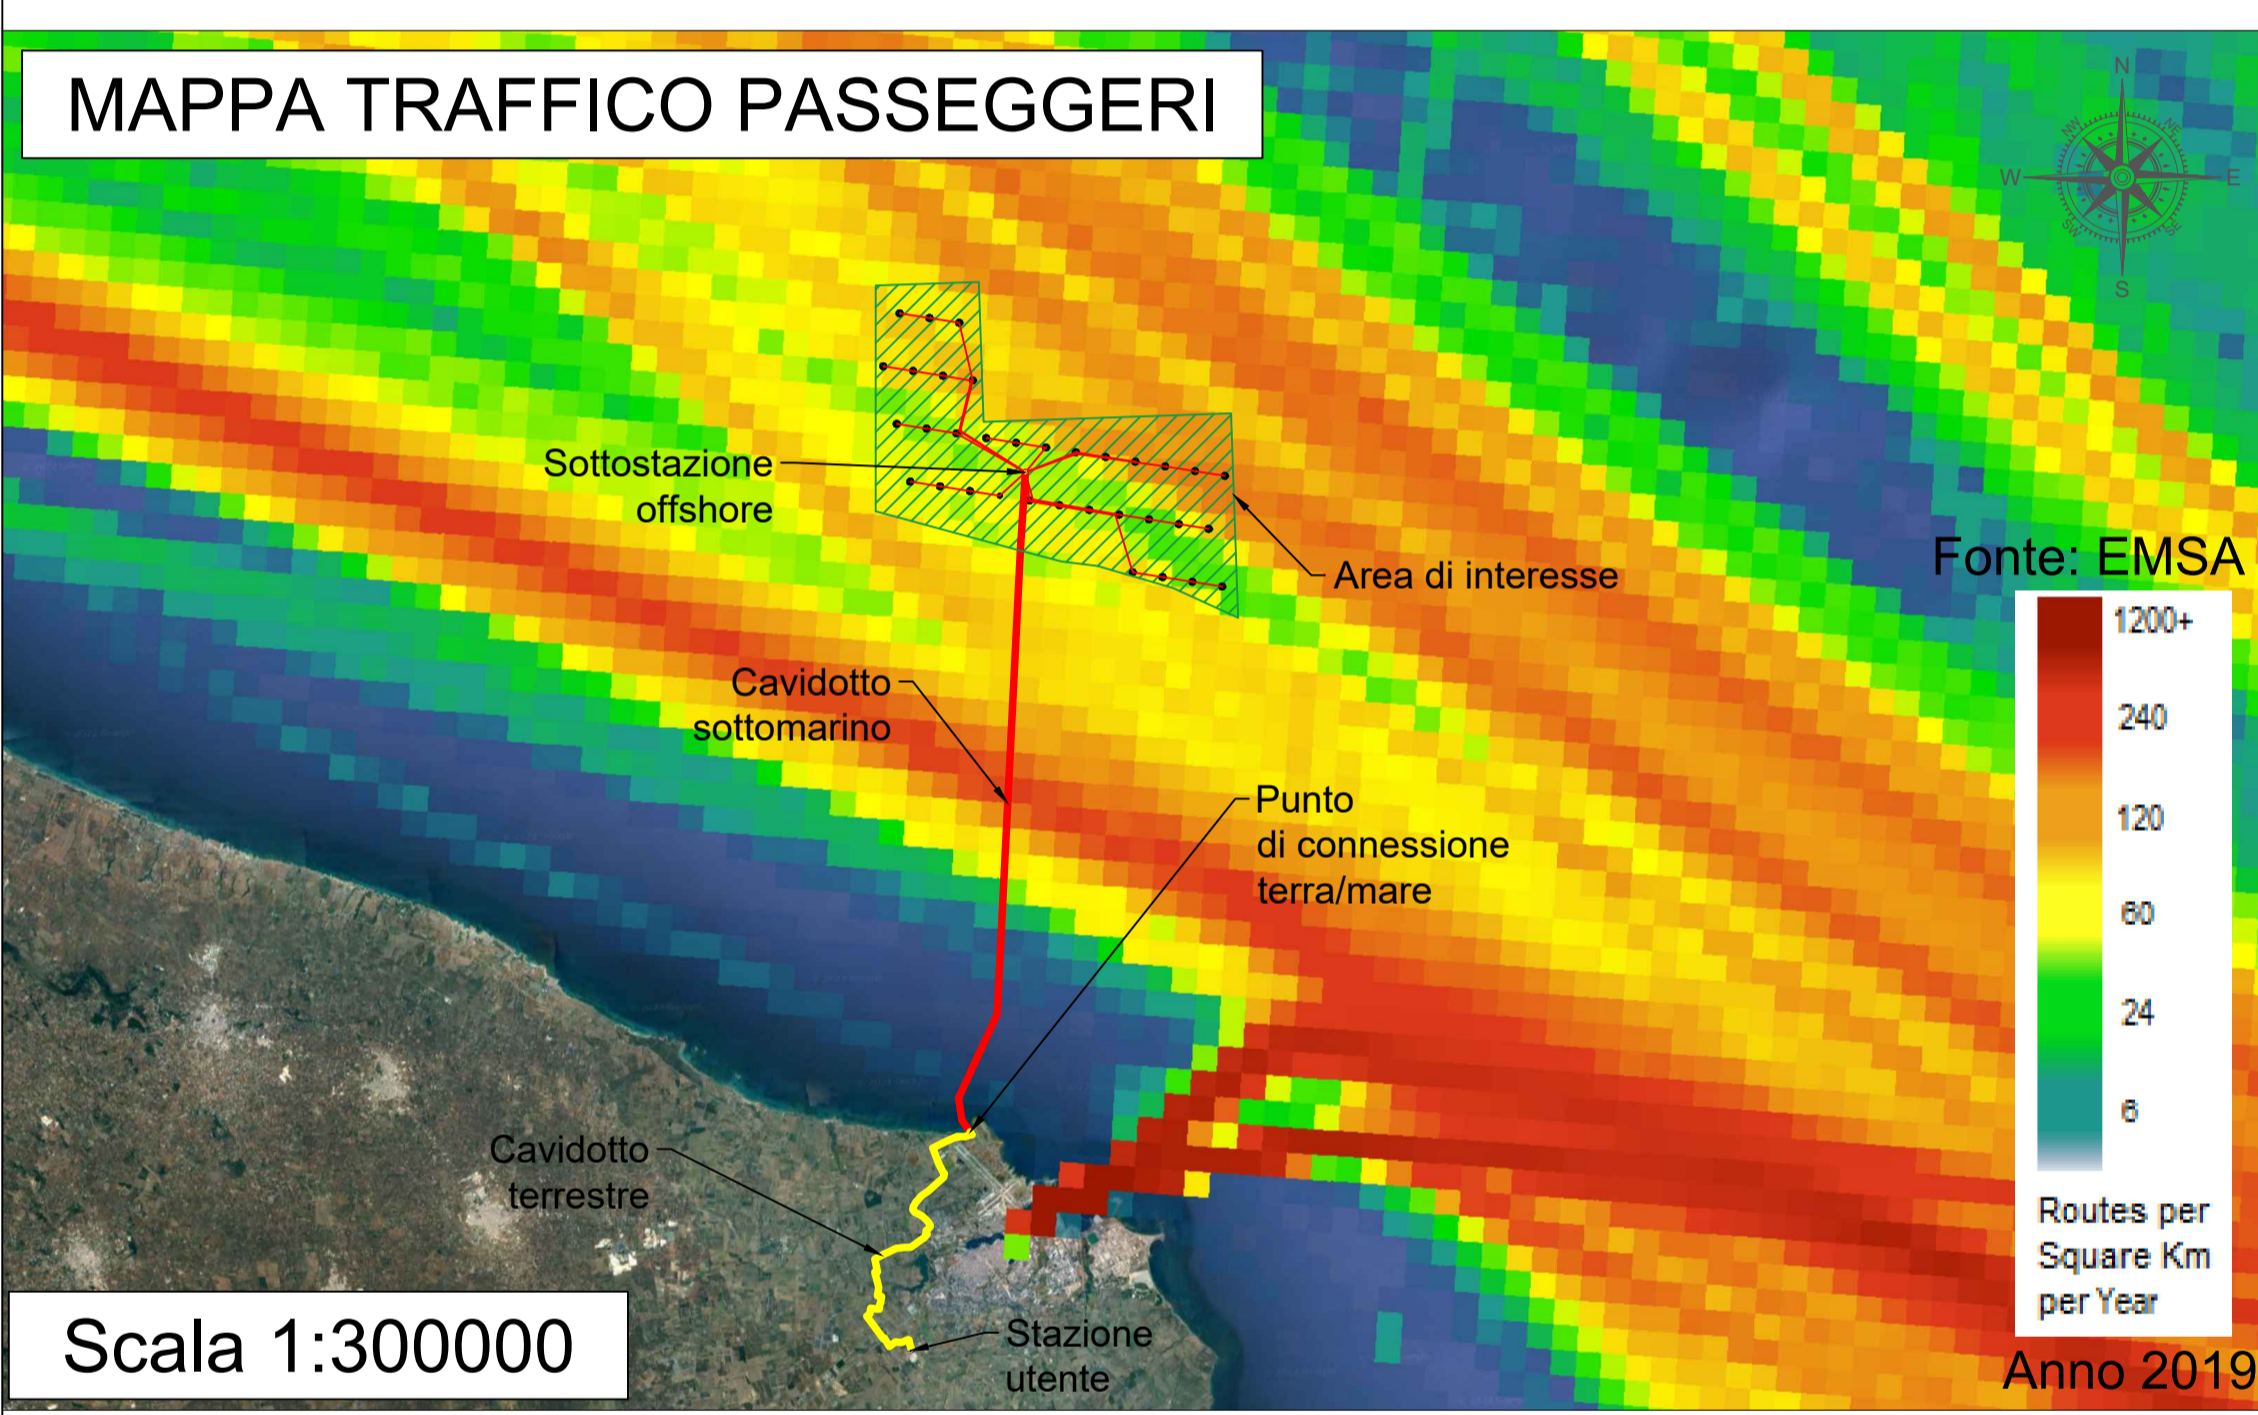 MAPPA TRAFFICO PASSEGGERI
N
NW
NE
W
E
SW
SE
S
Sottostazione
offshore
Area di interesse
Fonte: EMSA
1200+
240
120
60
24
6
Routes per
Square Km
per Year
Cavidotto
sottomarino
Punto
di connessione
terra/mare
Cavidotto
terrestre
Stazione
utente
Scala 1:300000
Anno 2019